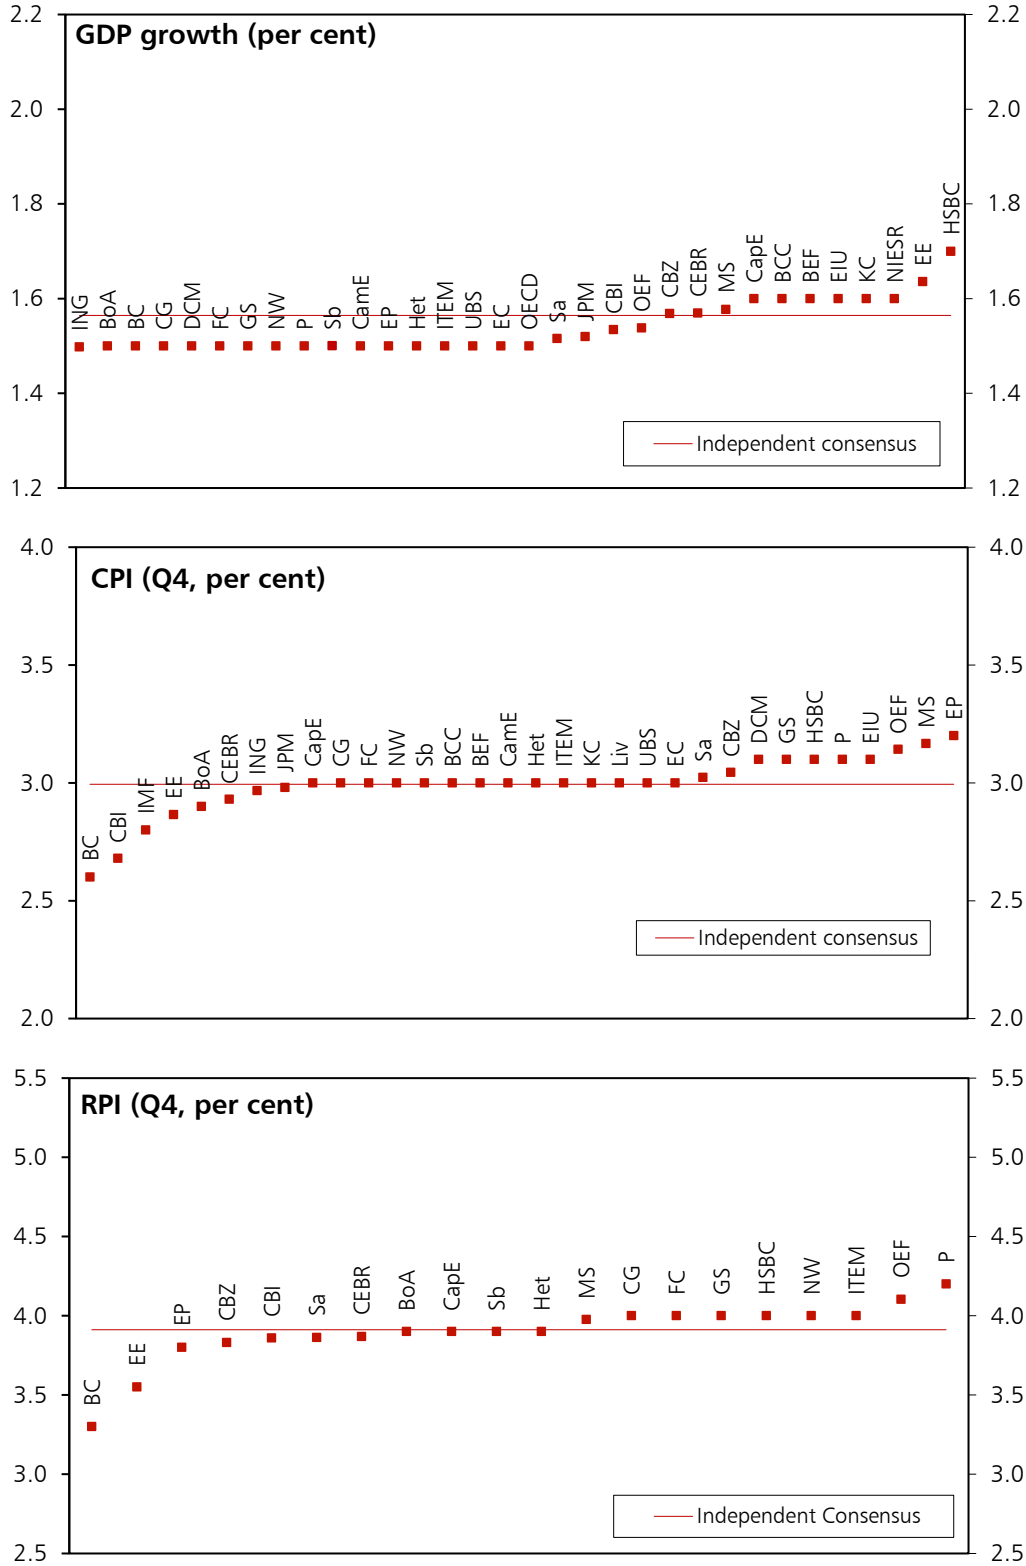 GDP growth (per cent)
2.2 2.2
2.0 2.0
1.8 1.8
1.6 1.6
1.4 1.4
1.2 1.2
ING BoA BC CG DCM FC GS NW P Sb CamE EP Het ITEM UBS EC OECD Sa JPM CBI OEF CBZ CEBR MS CapE BCC BEF EIU KC NIESR EE HSBC
Independent consensus
CPI (Q4, per cent)
4.0 4.0
3.5 3.5
3.0 3.0
2.5 2.5
2.0 2.0
BC CBI IMF EE BoA CEBR ING JPM CapE CG FC NW Sb BCC BEF CamE Het ITEM KC Liv UBS EC Sa CBZ DCM GS HSBC P EIU OEF MS EP
Independent consensus
RPI (Q4, per cent)
5.5 5.5
5.0 5.0
4.5 4.5
4.0 4.0
3.5 3.5
3.0 3.0
2.5 2.5
BC EE EP CBZ CBI Sa CEBR BoA CapE Sb Het MS CG FC GS HSBC NW ITEM OEF P
Independent Consensus